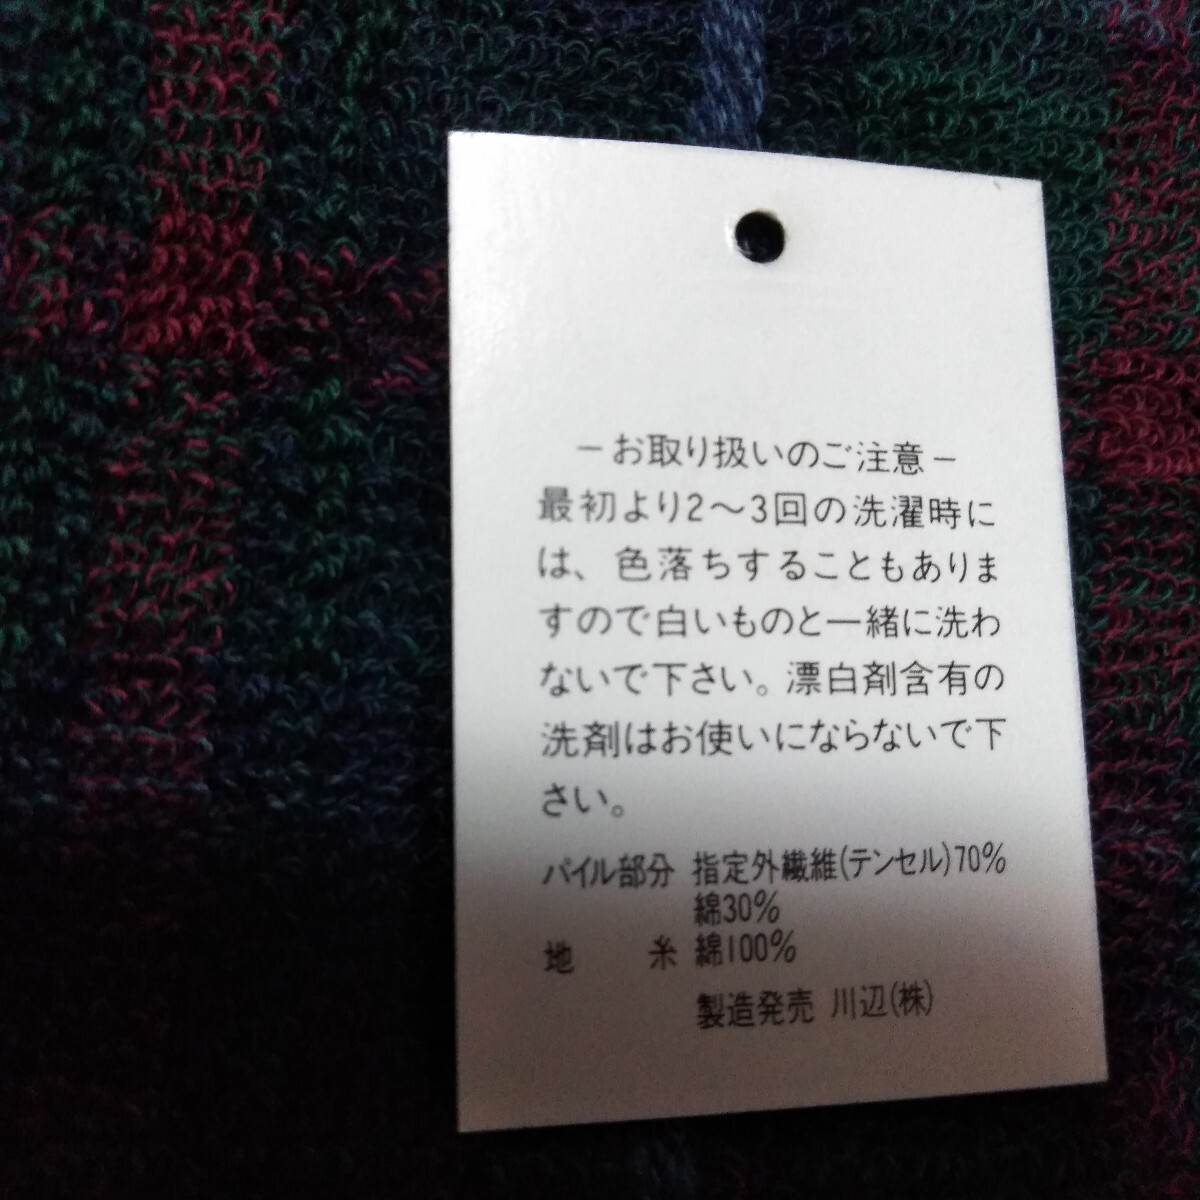 －お取り扱いのご注意－
最初より2～3回の洗濯時に
は、色落ちすることもありま
すので白いものと一緒に洗わ
ないで下さい。漂白剤含有の
洗剤はお使いにならないで下
さい。
パイル部分 指定外繊維(テンセル)70%
綿30%
地 糸 綿100%
製造発売 川辺(株)